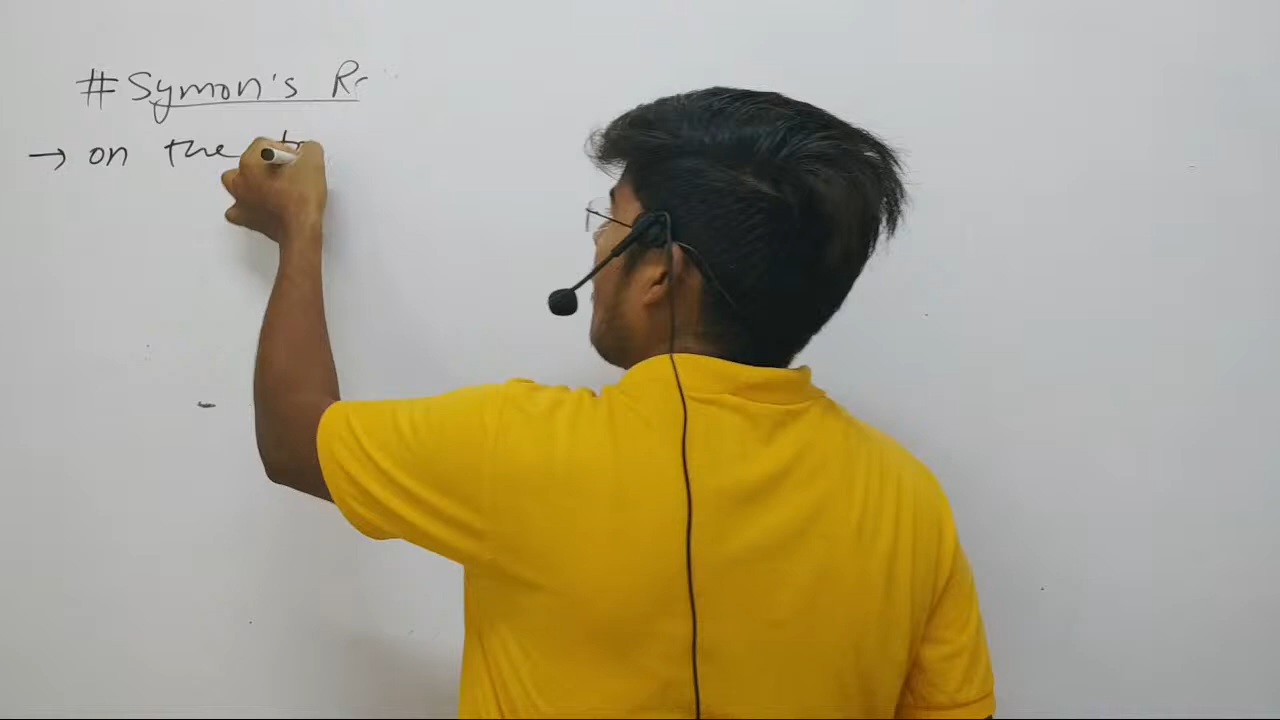 # Symon's R
→ on the